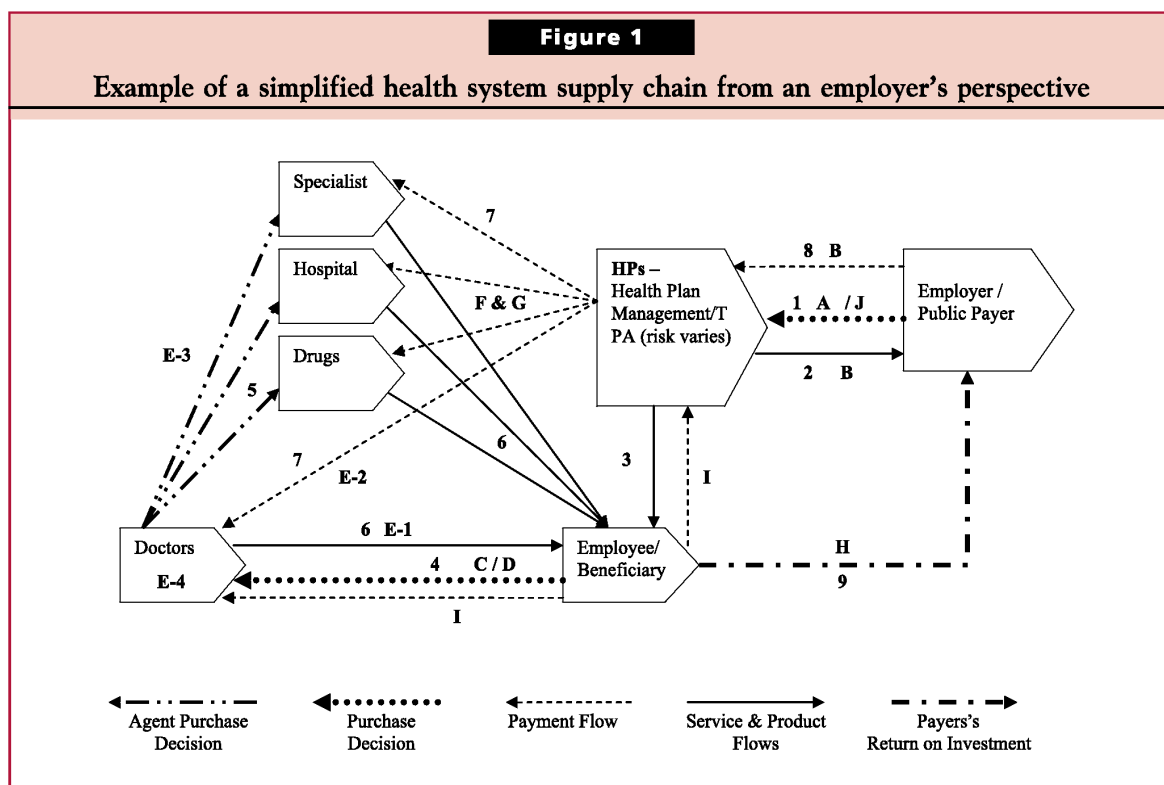 Figure 1
Example of a simplified health system supply chain from an employer's perspective
Specialist
7
Hospital
HPs –
Health Plan
Management/T
PA (risk varies)
8 B
Employer /
Public Payer
F & G
1 A / J
E-3
Drugs
5
2 B
6
7
E-2
3
I
Doctors
E-4
6 E-1
Employee/
Beneficiary
4 C / D
H
9
I
Agent Purchase
Decision
Purchase
Decision
Payment Flow
Service & Product
Flows
Payers's
Return on Investment